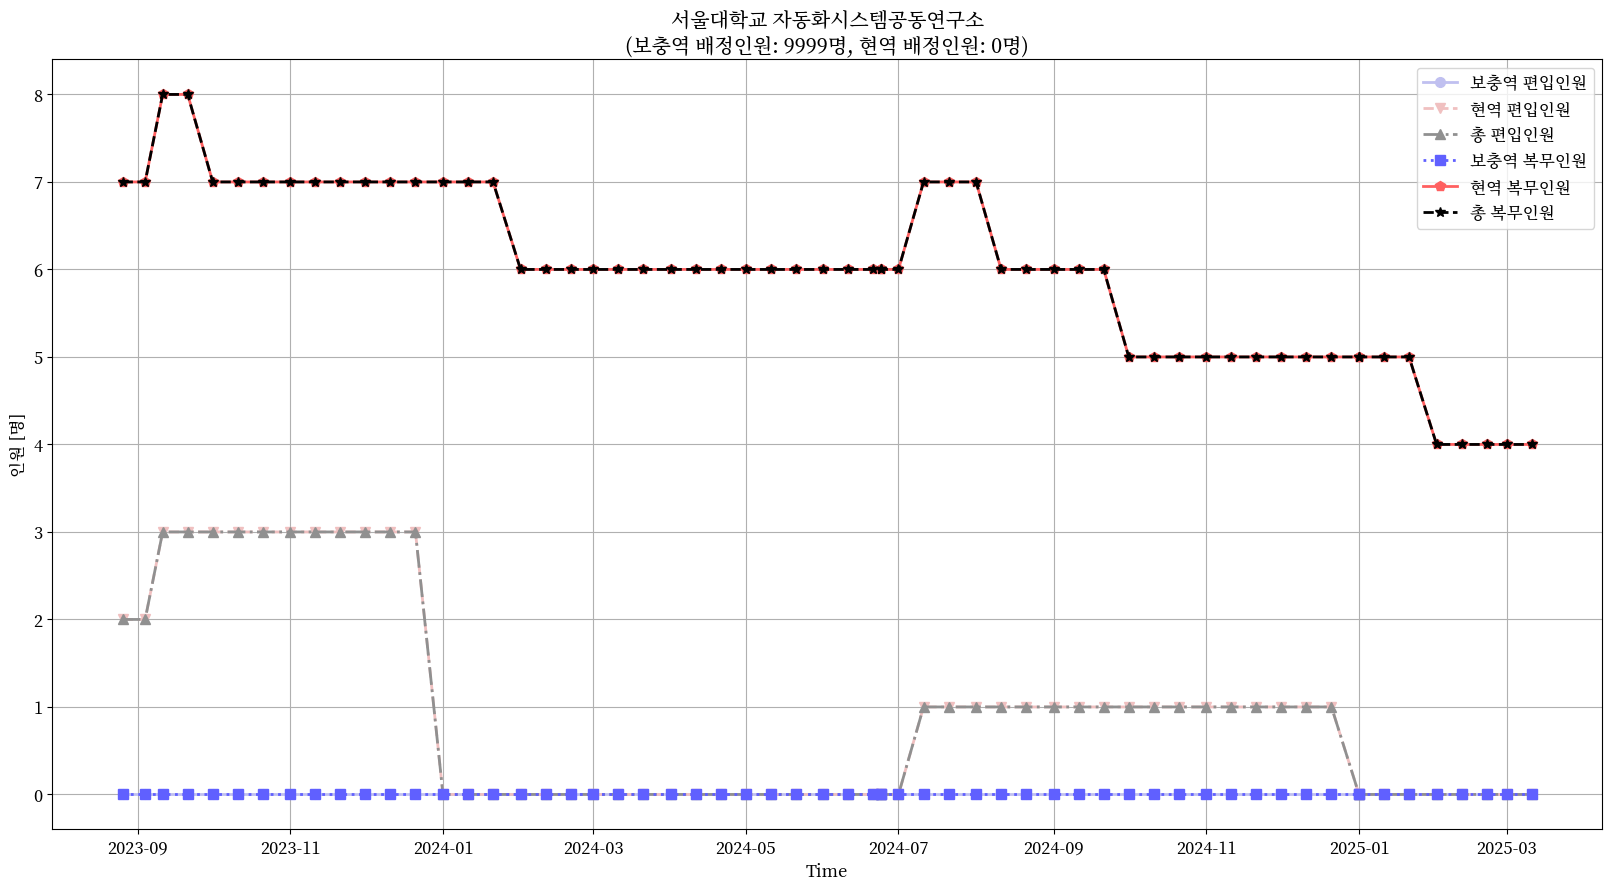 서울대학교 자동화시스템공동연구소
(보충역 배정인원: 9999명, 현역 배정인원: 0명)
보충역 편입인원
현역 편입인원
총 편입인원
보충역 복무인원
현역 복무인원
총 복무인원
인원 [명]
8
7
6
5
4
3
2
1
0
2023-09
2023-11
2024-01
2024-03
2024-05
2024-07
2024-09
2024-11
2025-01
2025-03
Time